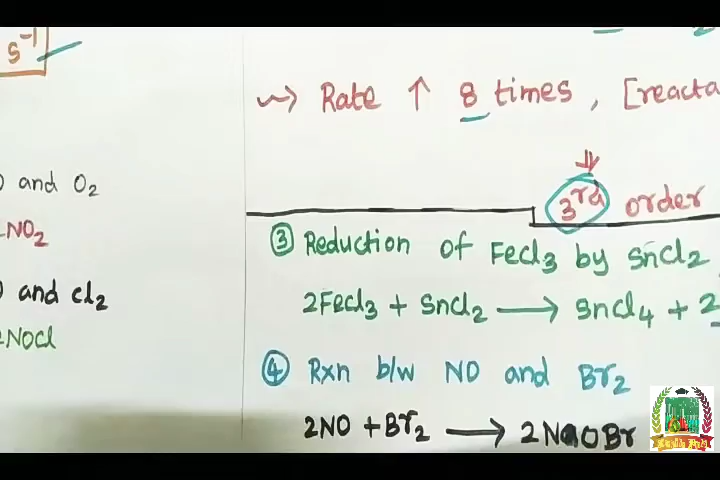 s⁻¹
and O₂
NO₂
and Cl₂
NOCl
⇝ Rate ↑ 8 times, [reacta
3rd order
③ Reduction of FeCl₃ by SnCl₂
2FeCl₃ + SnCl₂ ⟶ SnCl₄ + 2
④ Rxn b/w NO and Br₂
2NO + Br₂ ⟶ 2NaOBr